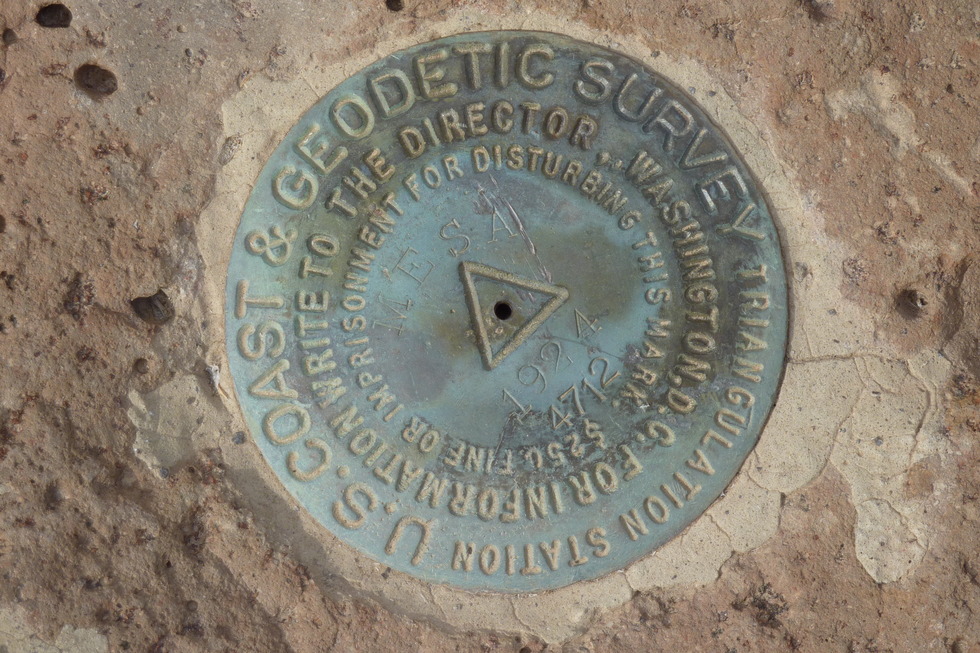 U.S. COAST & GEODETIC SURVEY
TRIANGULATION STATION
WRITE TO THE DIRECTOR, WASHINGTON, D. C. FOR INFORMATION
$250. FINE, OR IMPRISONMENT FOR DISTURBING THIS MARK.
MESA
1924
4712